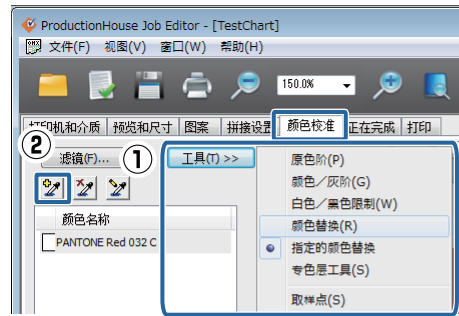 ProductionHouse Job Editor - [TestChart]
文件(F) 视图(V) 窗口(W) 帮助(H)
150.0%
打印机和介质 预览和尺寸 图案 拼接设置 颜色校准 正在完成 打印
② ①
滤镜(F)... 工具(T) >>
原色阶(P)
颜色／灰阶(G)
白色／黑色限制(W)
颜色名称
颜色替换(R)
PANTONE Red 032 C
指定的颜色替换
专色层工具(S)
取样点(S)